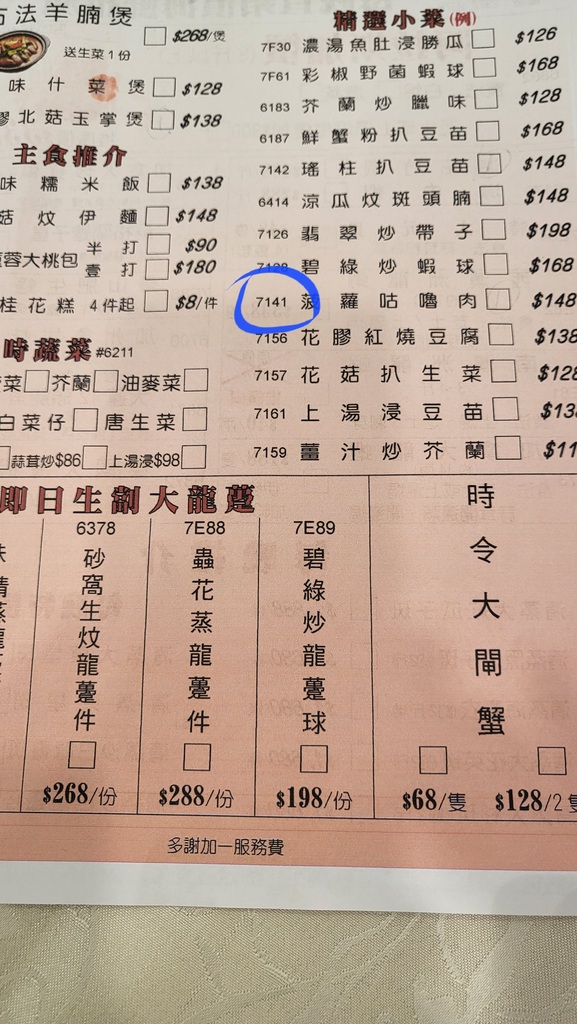 法羊腩煲 $268/煲
送生菜1份
味什菜煲 $128
北菇玉掌煲 $138
主食推介
味糯米飯 $138
菇炆伊麵 $148
蓉大桃包 半打 $90
壹打 $180
桂花糕 4件起 $8/件
時蔬菜 #6211
菜 芥蘭 油麥菜
白菜仔 唐生菜
蒜茸炒$86 上湯浸$98
精選小菜(例)
7F30 濃湯魚肚浸勝瓜 $126
7F61 彩椒野菌蝦球 $168
6183 芥蘭炒臘味 $128
6187 鮮蟹粉扒豆苗 $168
7142 瑤柱扒豆苗 $148
6414 涼瓜炆斑頭腩 $148
7126 翡翠炒帶子 $198
7128 碧綠炒蝦球 $168
7141 菠蘿咕嚕肉 $148
7156 花膠紅燒豆腐 $138
7157 花菇扒生菜 $128
7161 上湯浸豆苗 $13
7159 薑汁炒芥蘭 $11
即日生劏大龍躉
6378
砂窩生炆龍躉件
$268/份
7E88
蟲花蒸龍躉件
$288/份
7E89
碧綠炒龍躉球
$198/份
時令大閘蟹
$68/隻 $128/2隻
多謝加一服務費